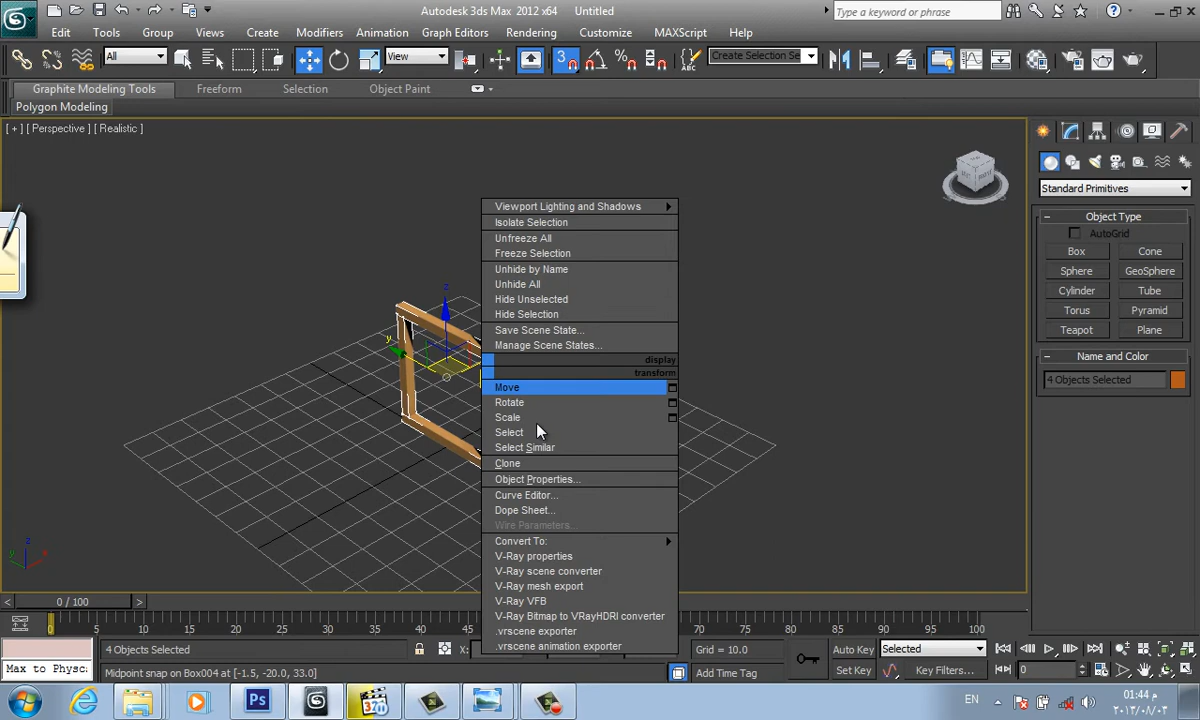 Autodesk 3ds Max 2012 x64 Untitled
Type a keyword or phrase
Edit Tools Group Views Create Modifiers Animation Graph Editors Rendering Customize MAXScript Help
All View Create Selection Se
Graphite Modeling Tools Freeform Selection Object Paint
Polygon Modeling
[ + ] [ Perspective ] [ Realistic ]
Standard Primitives
Object Type
AutoGrid
Box Cone
Sphere GeoSphere
Cylinder Tube
Torus Pyramid
Teapot Plane
Name and Color
4 Objects Selected
Viewport Lighting and Shadows
Isolate Selection
Unfreeze All
Freeze Selection
Unhide by Name
Unhide All
Hide Unselected
Hide Selection
Save Scene State...
Manage Scene States...
display
transform
Move
Rotate
Scale
Select
Select Similar
Clone
Object Properties...
Curve Editor...
Dope Sheet...
Wire Parameters...
Convert To:
V-Ray properties
V-Ray scene converter
V-Ray mesh export
V-Ray VFB
V-Ray Bitmap to VRayHDRI converter
.vrscene exporter
.vrscene animation exporter
z
y
z
y
x
< 0 / 100 >
0 5 10 15 20 25 30 35 40 45 70 75 80 85 90 95 100
4 Objects Selected X: Grid = 10.0 Auto Key Selected
Max to Physc: Midpoint snap on Box004 at [-1.5, -20.0, 33.0] Add Time Tag Set Key Key Filters... 0
EN
01:44 م
٢٠١٣/٠٨/٠٣